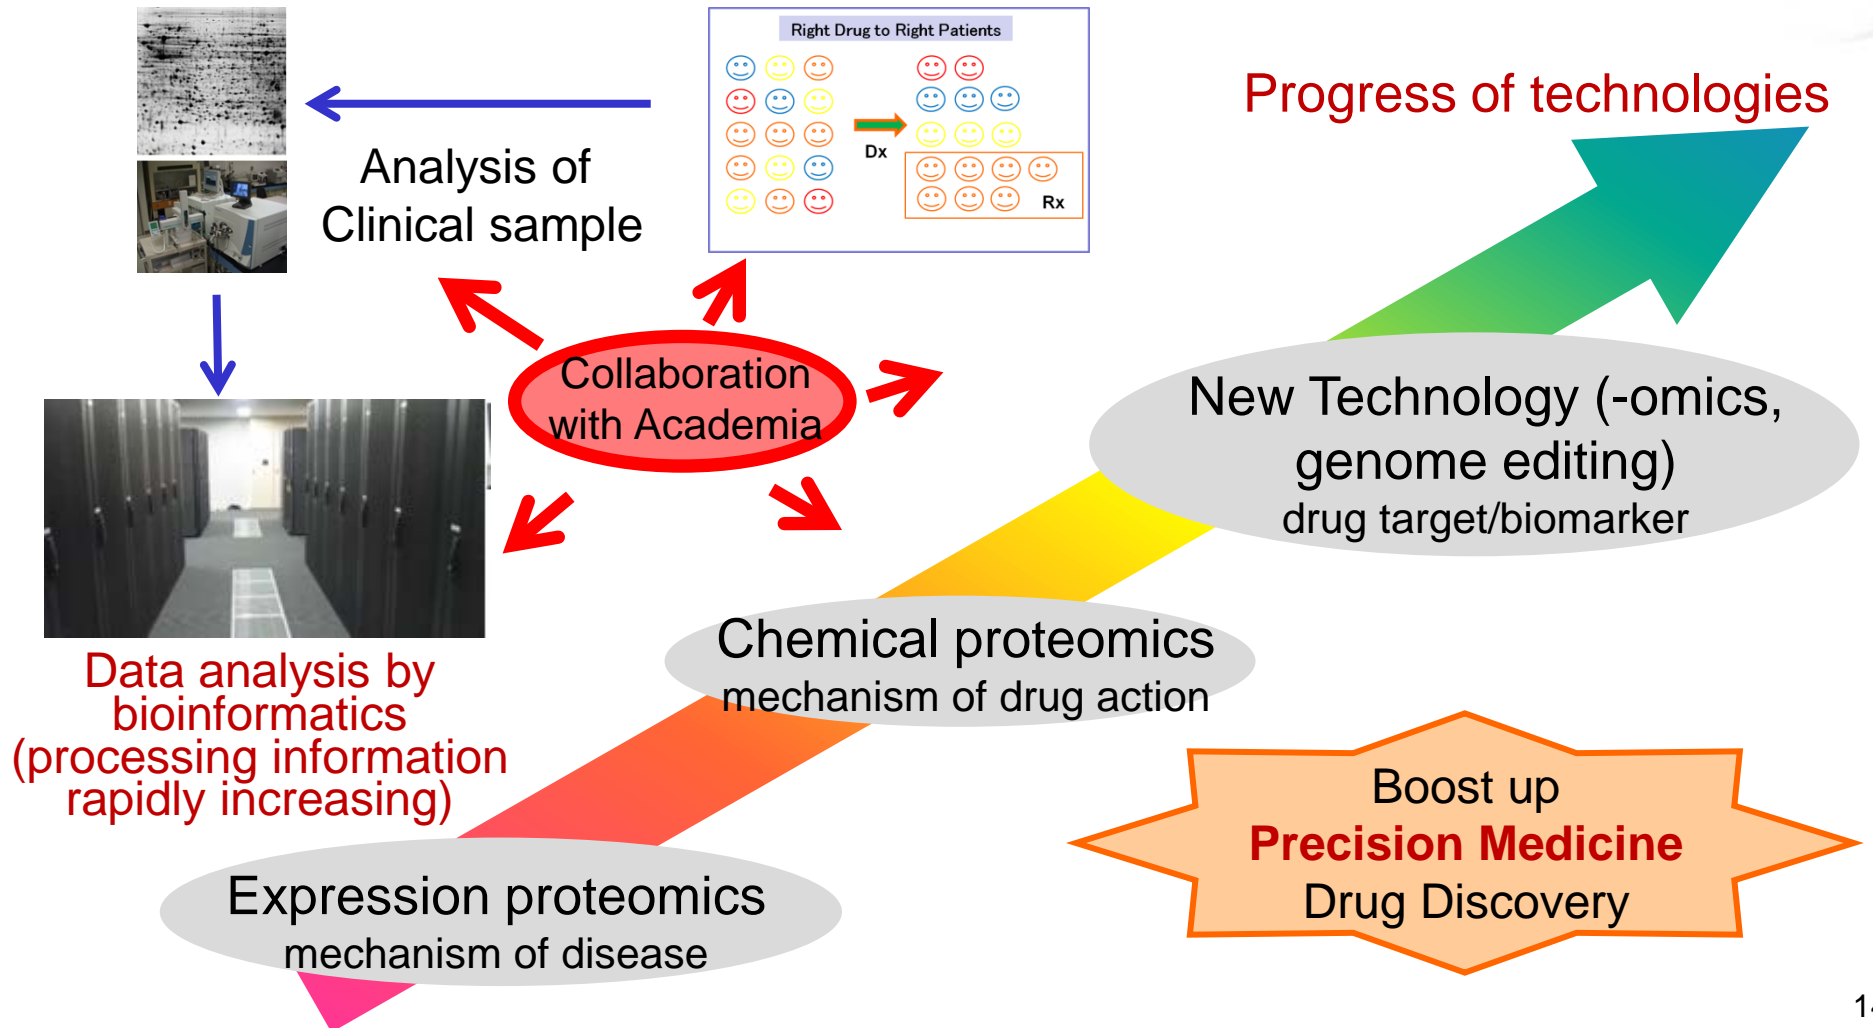 Right Drug to Right Patients
Dx
Rx
Progress of technologies
Analysis of
Clinical sample
Collaboration
with Academia
New Technology (-omics,
genome editing)
drug target/biomarker
Chemical proteomics
mechanism of drug action
Data analysis by
bioinformatics
(processing information
rapidly increasing)
Expression proteomics
mechanism of disease
Boost up
Precision Medicine
Drug Discovery